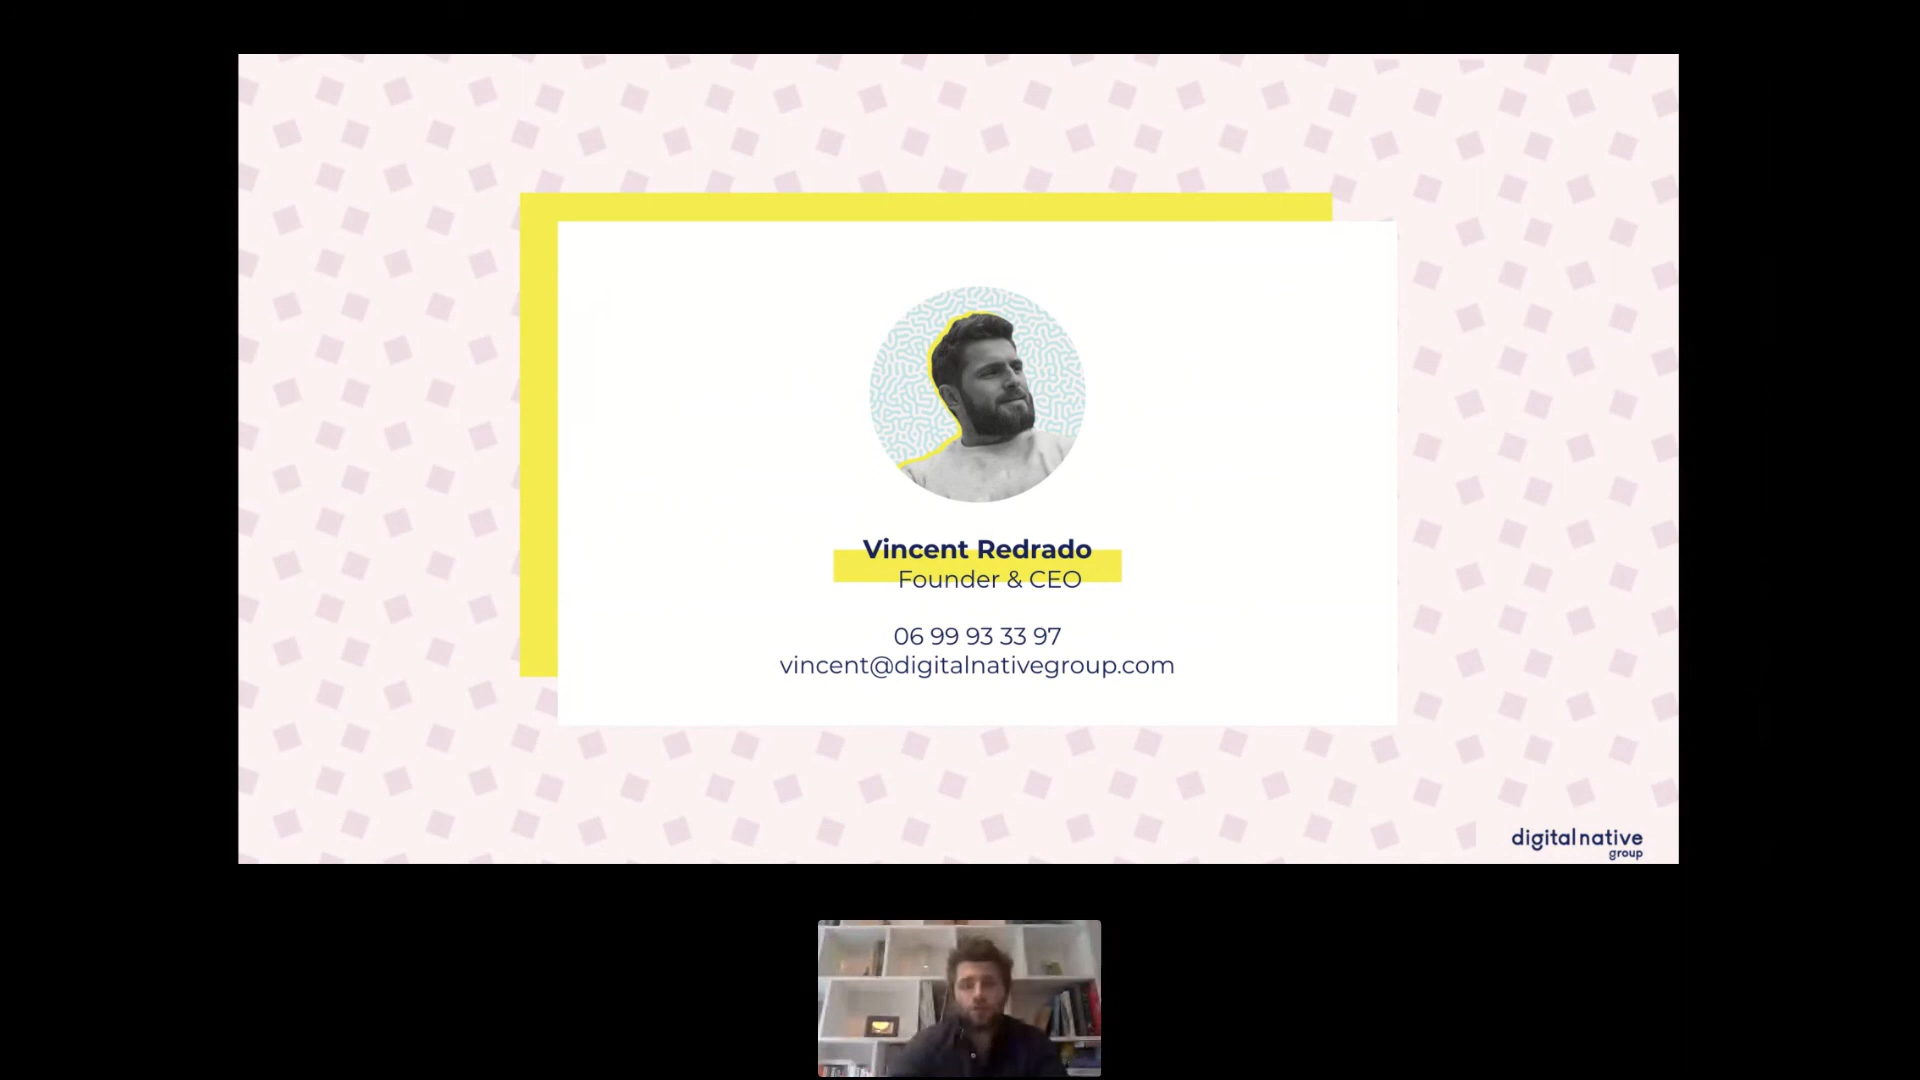 Vincent Redrado
Founder & CEO
06 99 93 33 97
vincent@digitalnativegroup.com
digitalnative
group